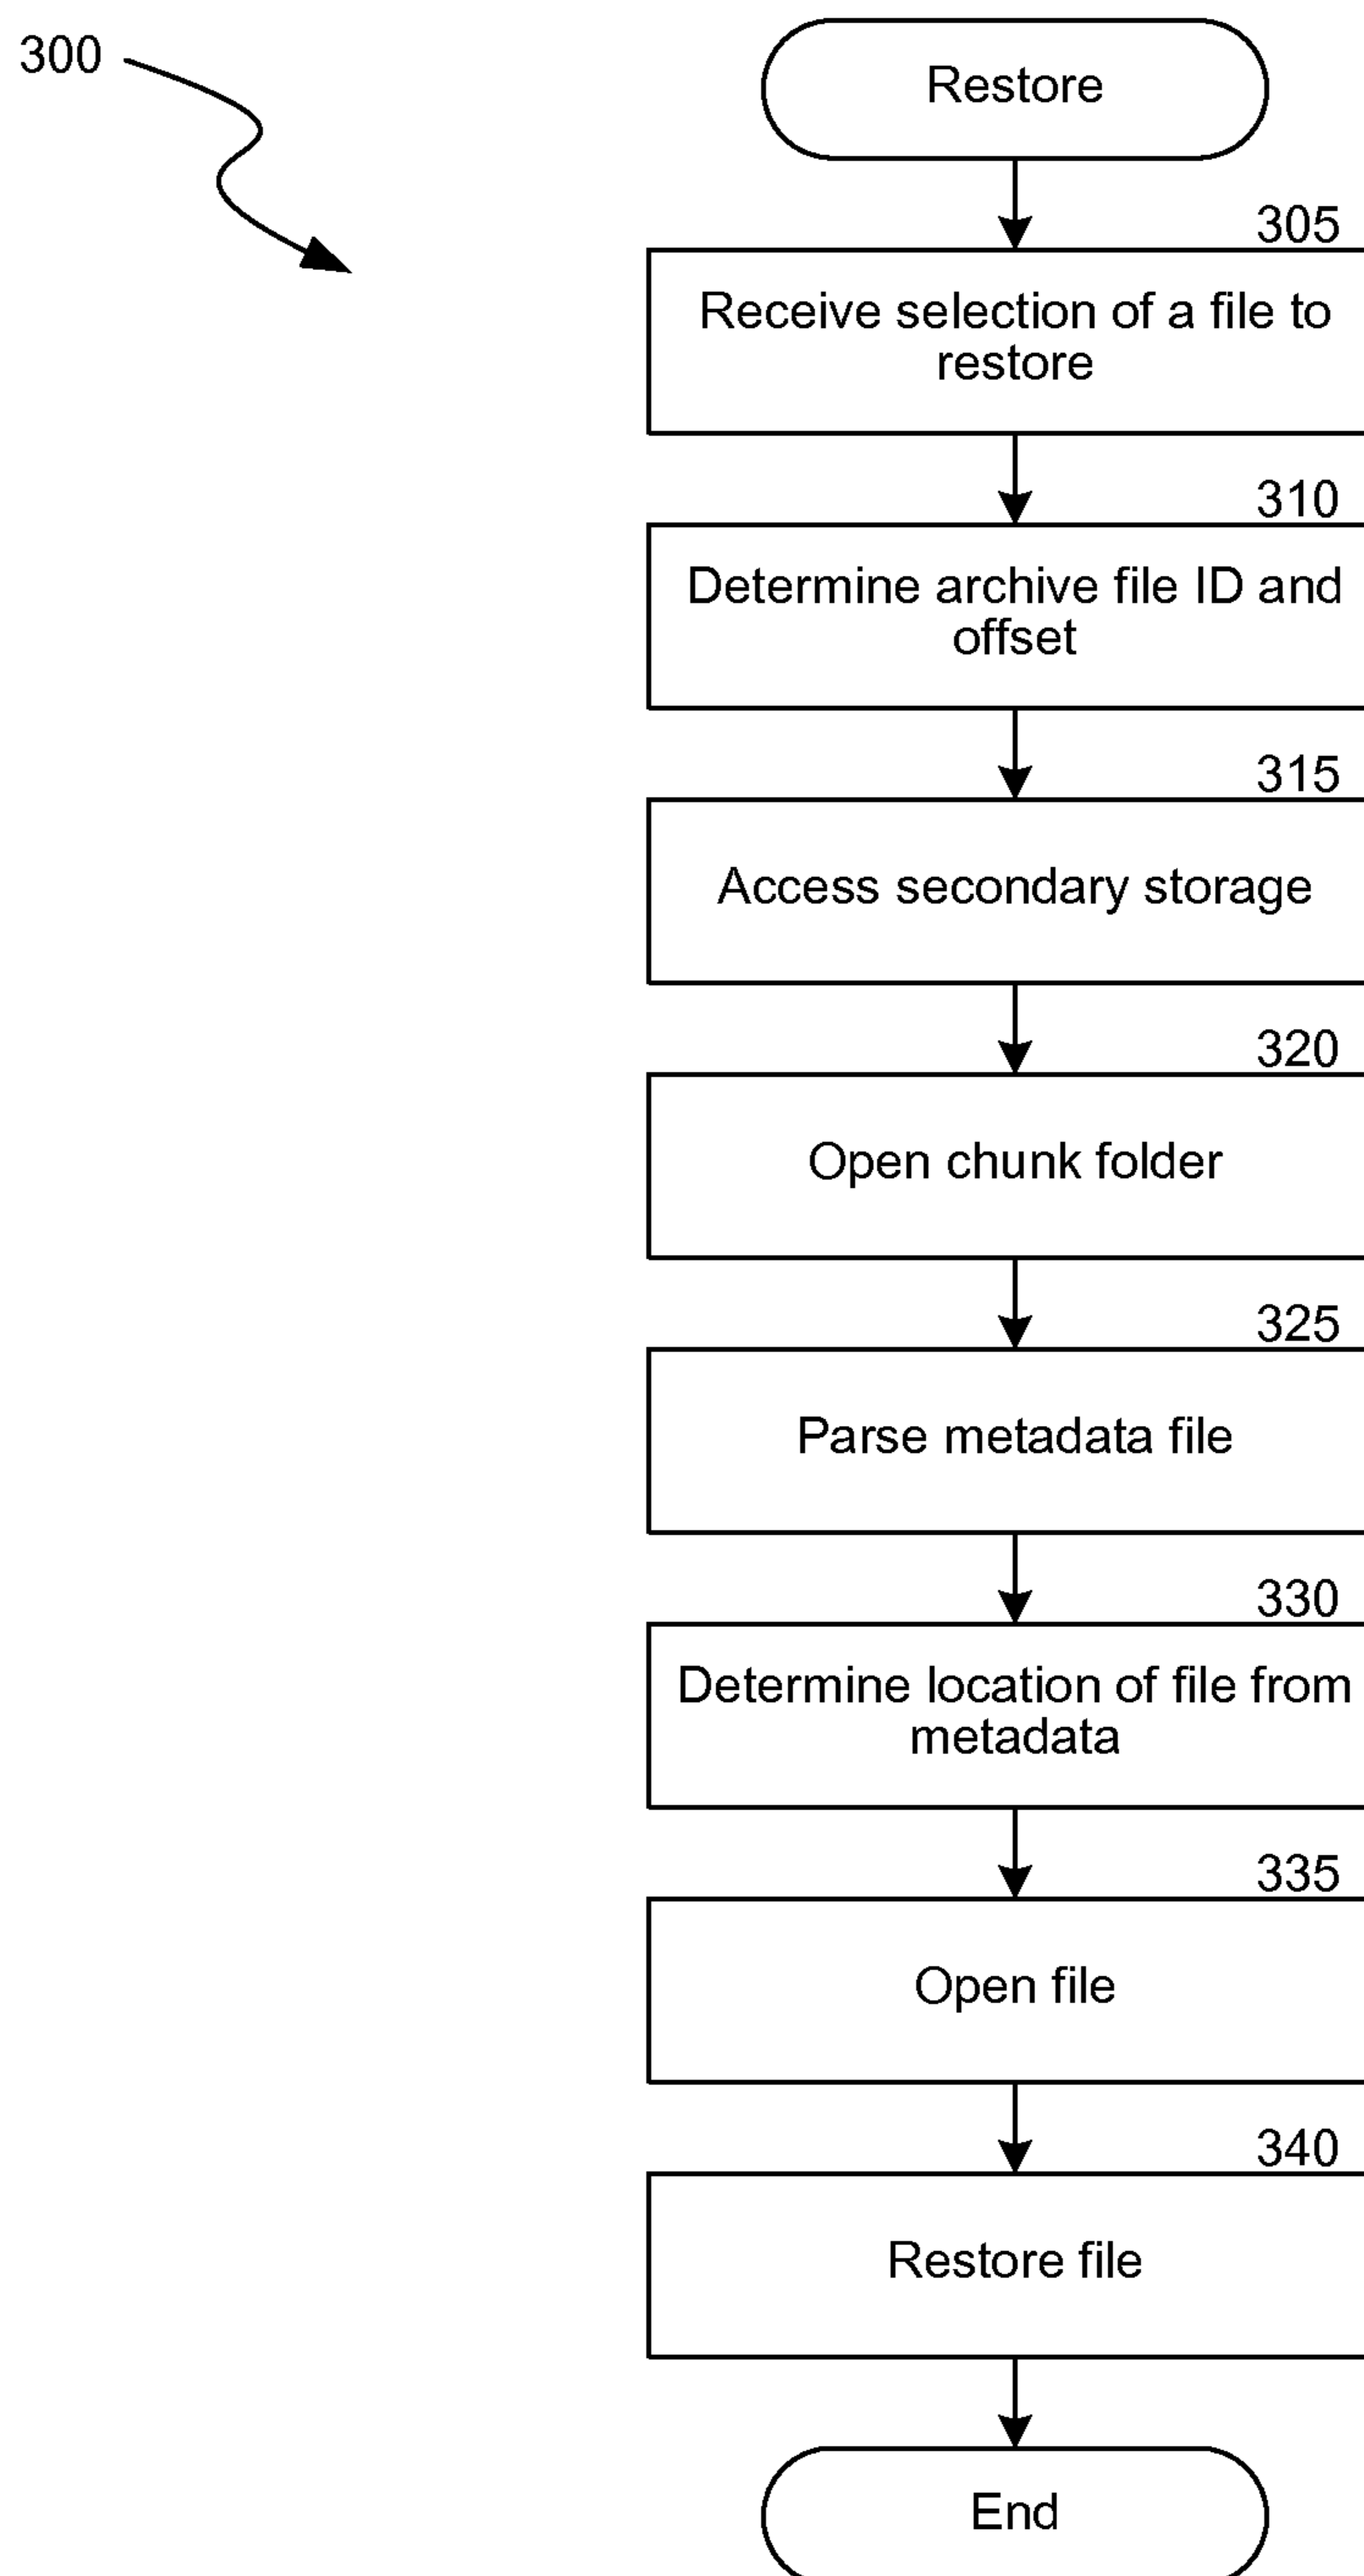 300
Restore
305
Receive selection of a file to
restore
310
Determine archive file ID and
offset
315
Access secondary storage
320
Open chunk folder
325
Parse metadata file
330
Determine location of file from
metadata
335
Open file
340
Restore file
End